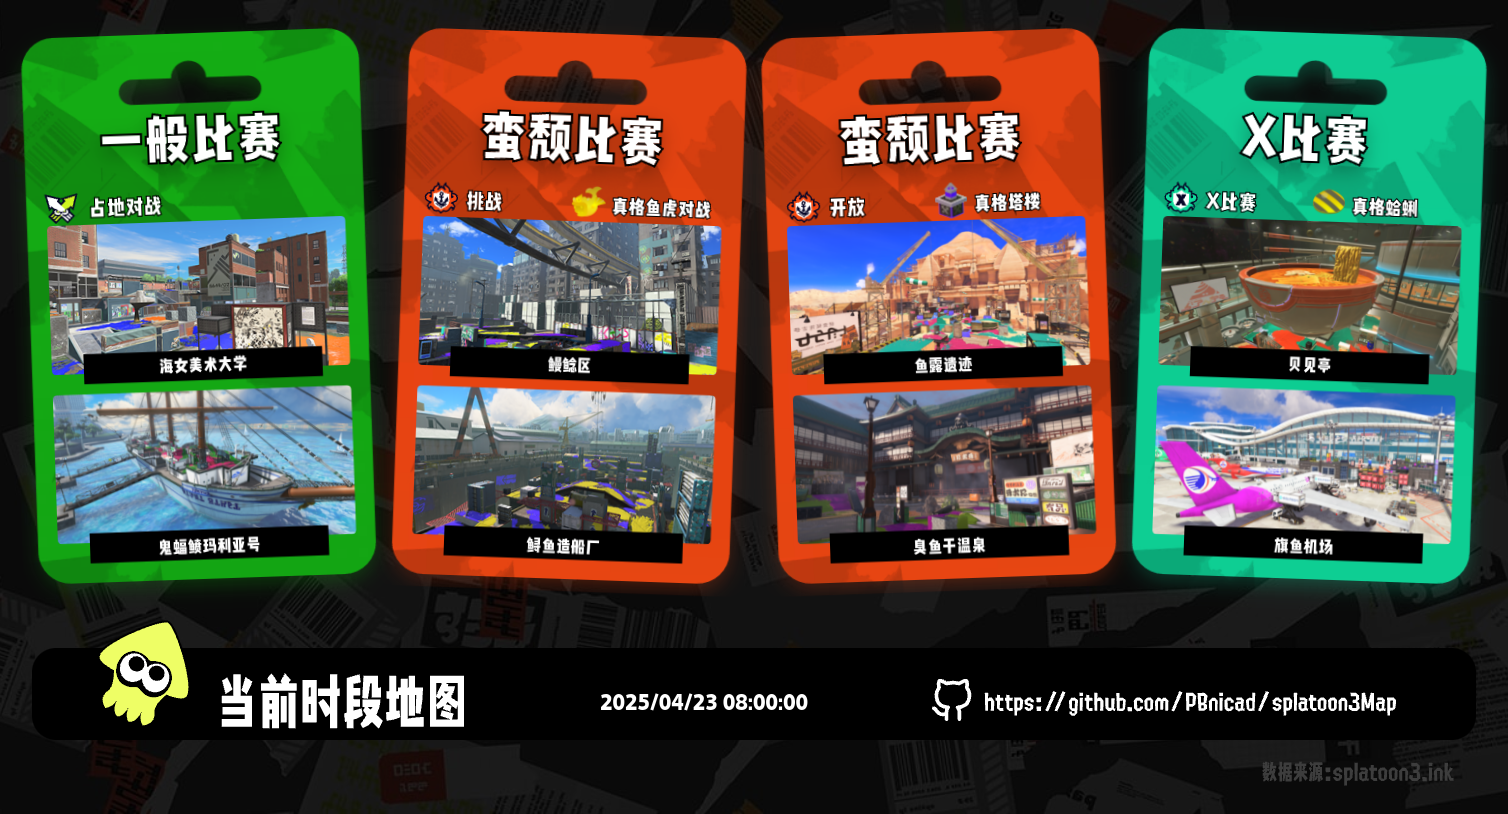 一般比赛
占地对战
海女美术大学
鬼蝠鲼玛利亚号
蛮颓比赛
挑战
真格鱼虎对战
鳗鲶区
鲟鱼造船厂
蛮颓比赛
开放
真格塔楼
鱼露遗迹
臭鱼干温泉
X比赛
X比赛
真格蛤蜊
贝见亭
旗鱼机场
当前时段地图
2025/04/23 08:00:00
https://github.com/PBnicad/splatoon3Map
数据来源:splatoon3.ink